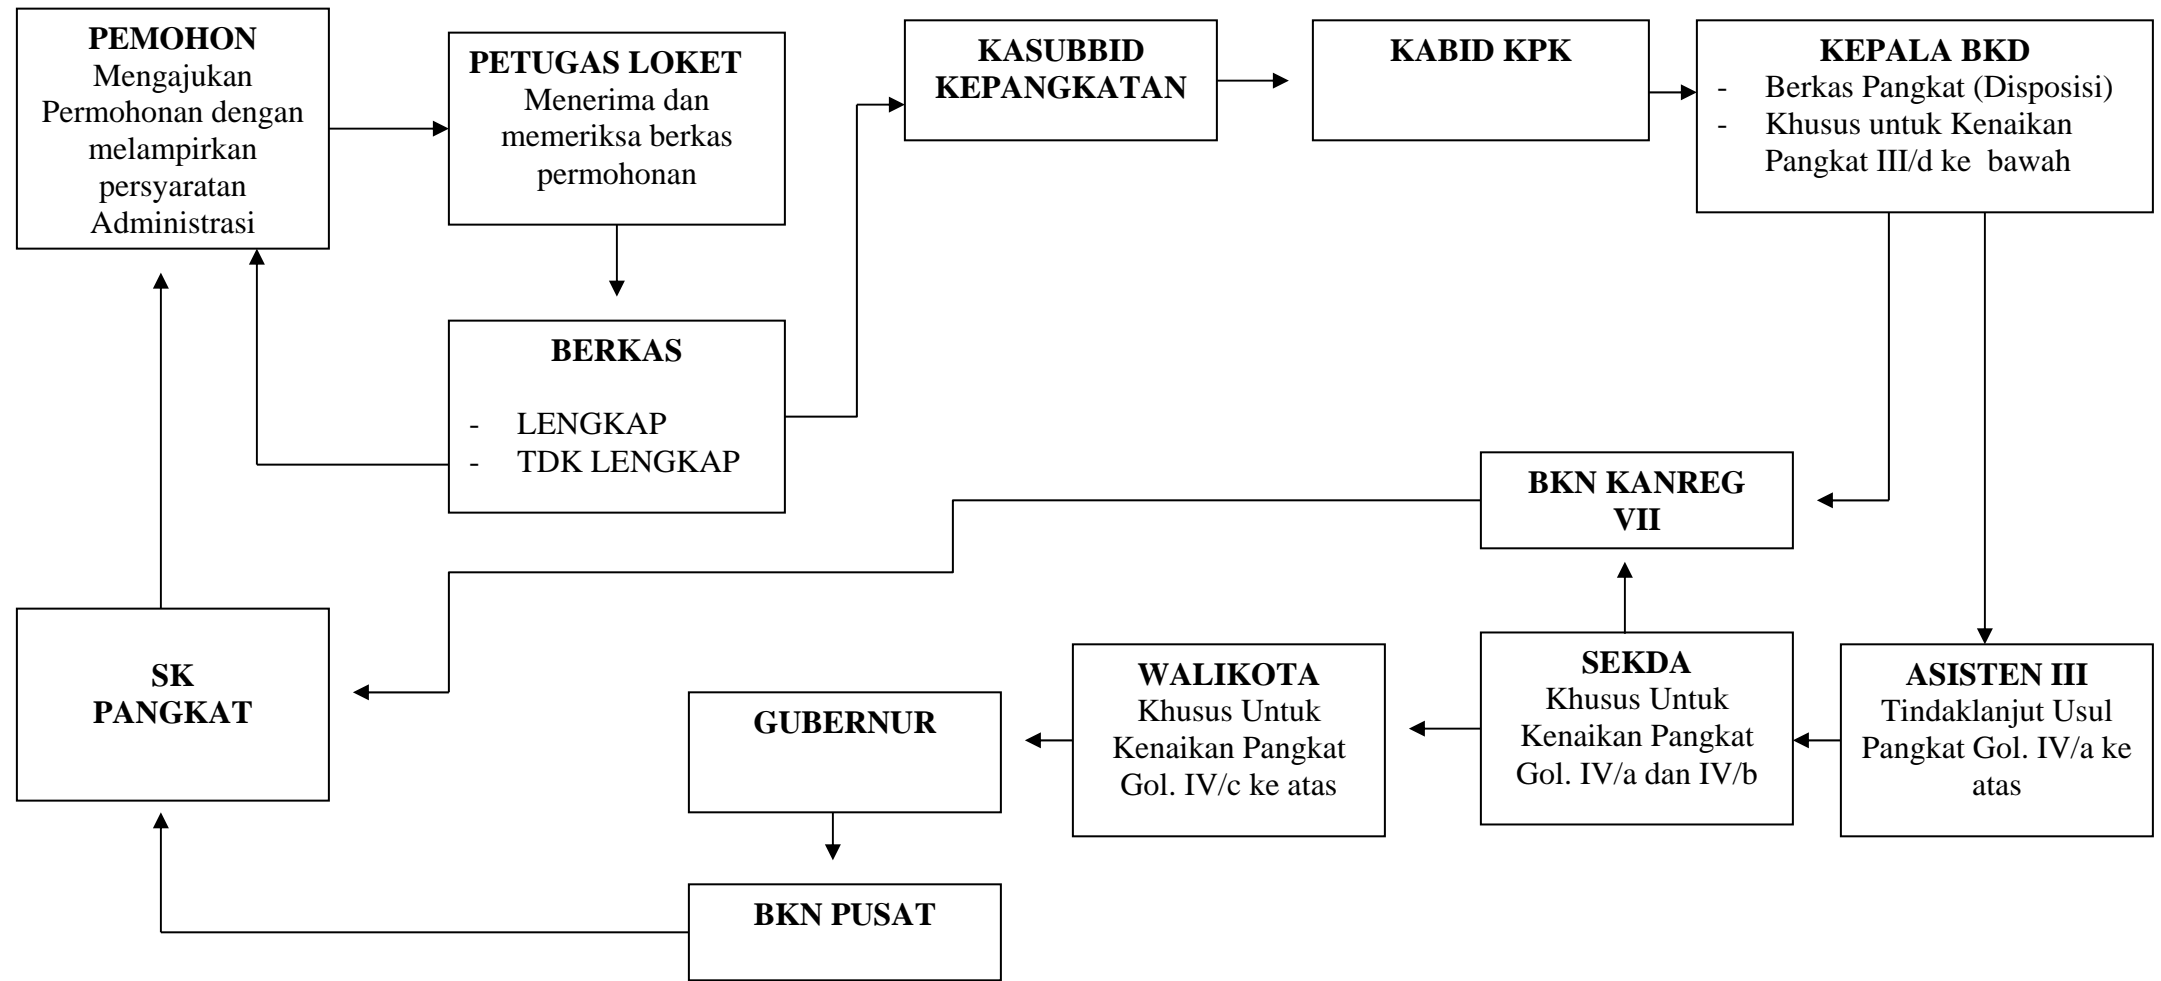 PEMOHON
Mengajukan
Permohonan dengan
melampirkan
persyaratan
Administrasi
PETUGAS LOKET
Menerima dan
memeriksa berkas
permohonan
BERKAS
- LENGKAP
- TDK LENGKAP
KASUBBID
KEPANGKATAN
KABID KPK
KEPALA BKD
- Berkas Pangkat (Disposisi)
- Khusus untuk Kenaikan
Pangkat III/d ke bawah
BKN KANREG
VII
ASISTEN III
Tindaklanjut Usul
Pangkat Gol. IV/a ke
atas
SEKDA
Khusus Untuk
Kenaikan Pangkat
Gol. IV/a dan IV/b
WALIKOTA
Khusus Untuk
Kenaikan Pangkat
Gol. IV/c ke atas
GUBERNUR
BKN PUSAT
SK
PANGKAT